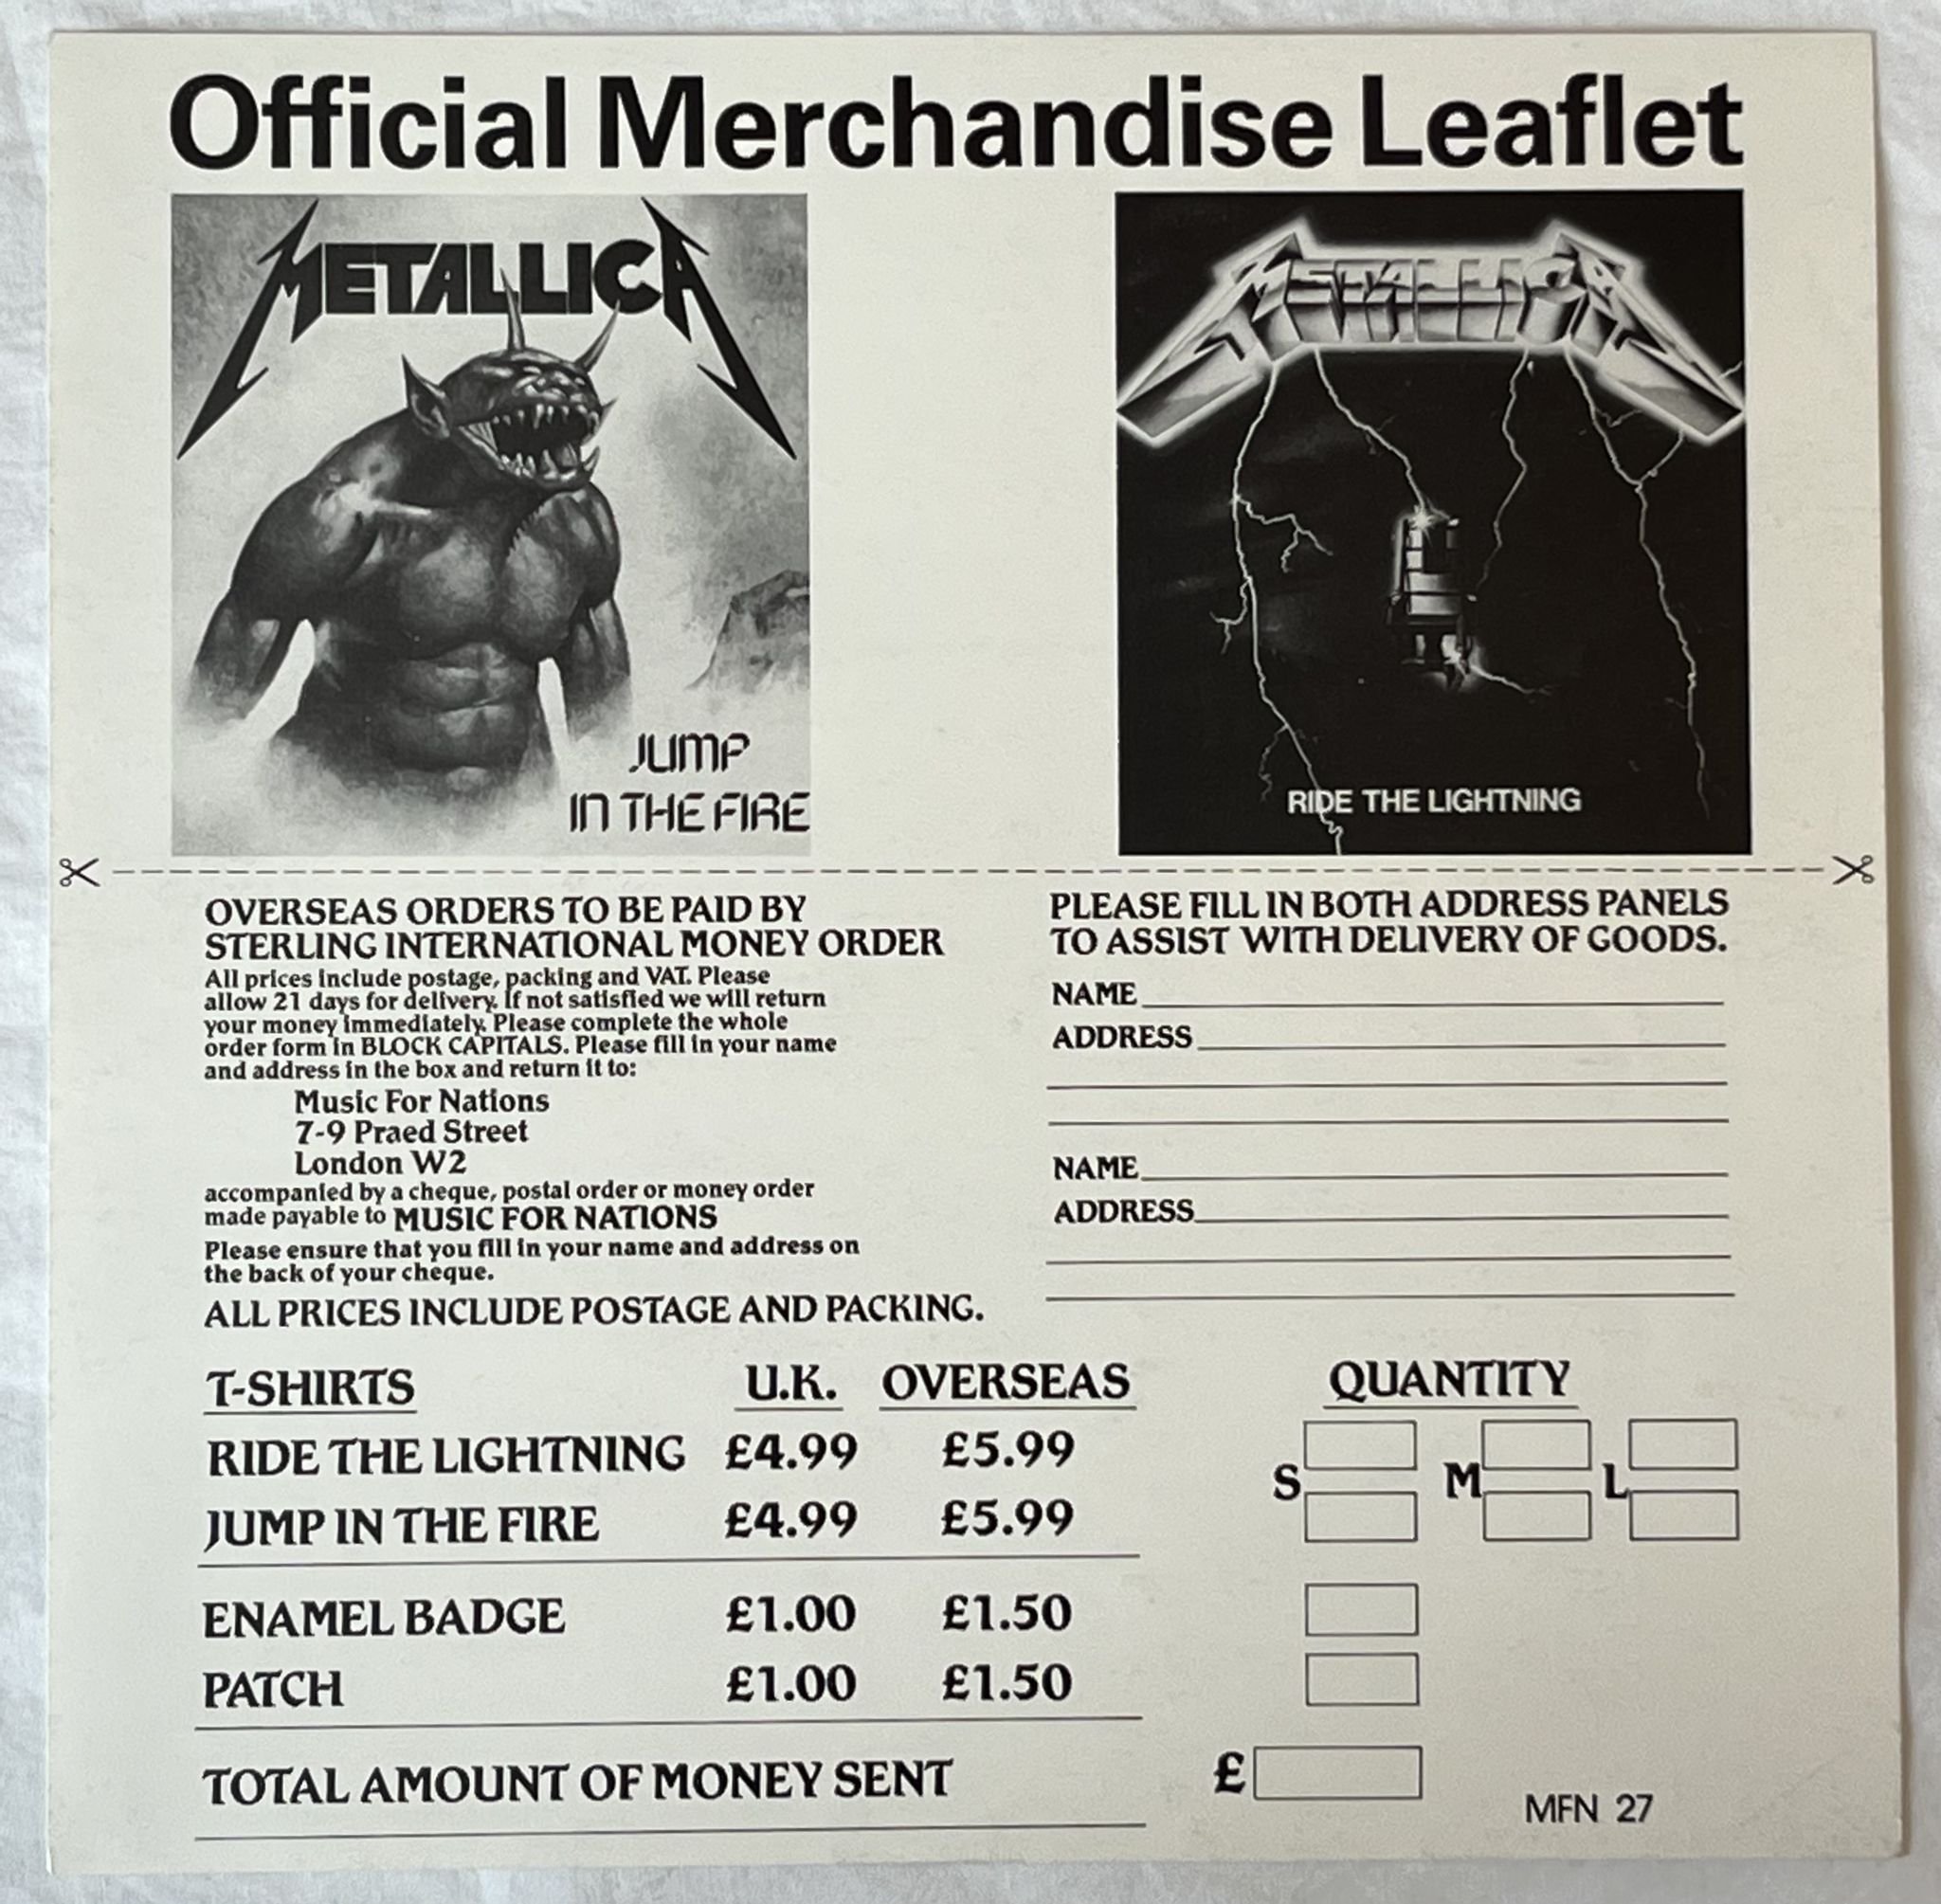 Official Merchandise Leaflet
METALLICA
JUMP
IN THE FIRE
METALLICA
RIDE THE LIGHTNING
OVERSEAS ORDERS TO BE PAID BY
STERLING INTERNATIONAL MONEY ORDER
All prices include postage, packing and VAT. Please
allow 21 days for delivery. If not satisfied we will return
your money immediately. Please complete the whole
order form in BLOCK CAPITALS. Please fill in your name
and address in the box and return it to:
Music For Nations
7-9 Praed Street
London W2
accompanied by a cheque, postal order or money order
made payable to MUSIC FOR NATIONS
Please ensure that you fill in your name and address on
the back of your cheque.
ALL PRICES INCLUDE POSTAGE AND PACKING.
PLEASE FILL IN BOTH ADDRESS PANELS
TO ASSIST WITH DELIVERY OF GOODS.
NAME
ADDRESS
NAME
ADDRESS
T-SHIRTS U.K. OVERSEAS QUANTITY
RIDE THE LIGHTNING £4.99 £5.99
S M L
JUMP IN THE FIRE £4.99 £5.99
ENAMEL BADGE £1.00 £1.50
PATCH £1.00 £1.50
TOTAL AMOUNT OF MONEY SENT £
MFN 27